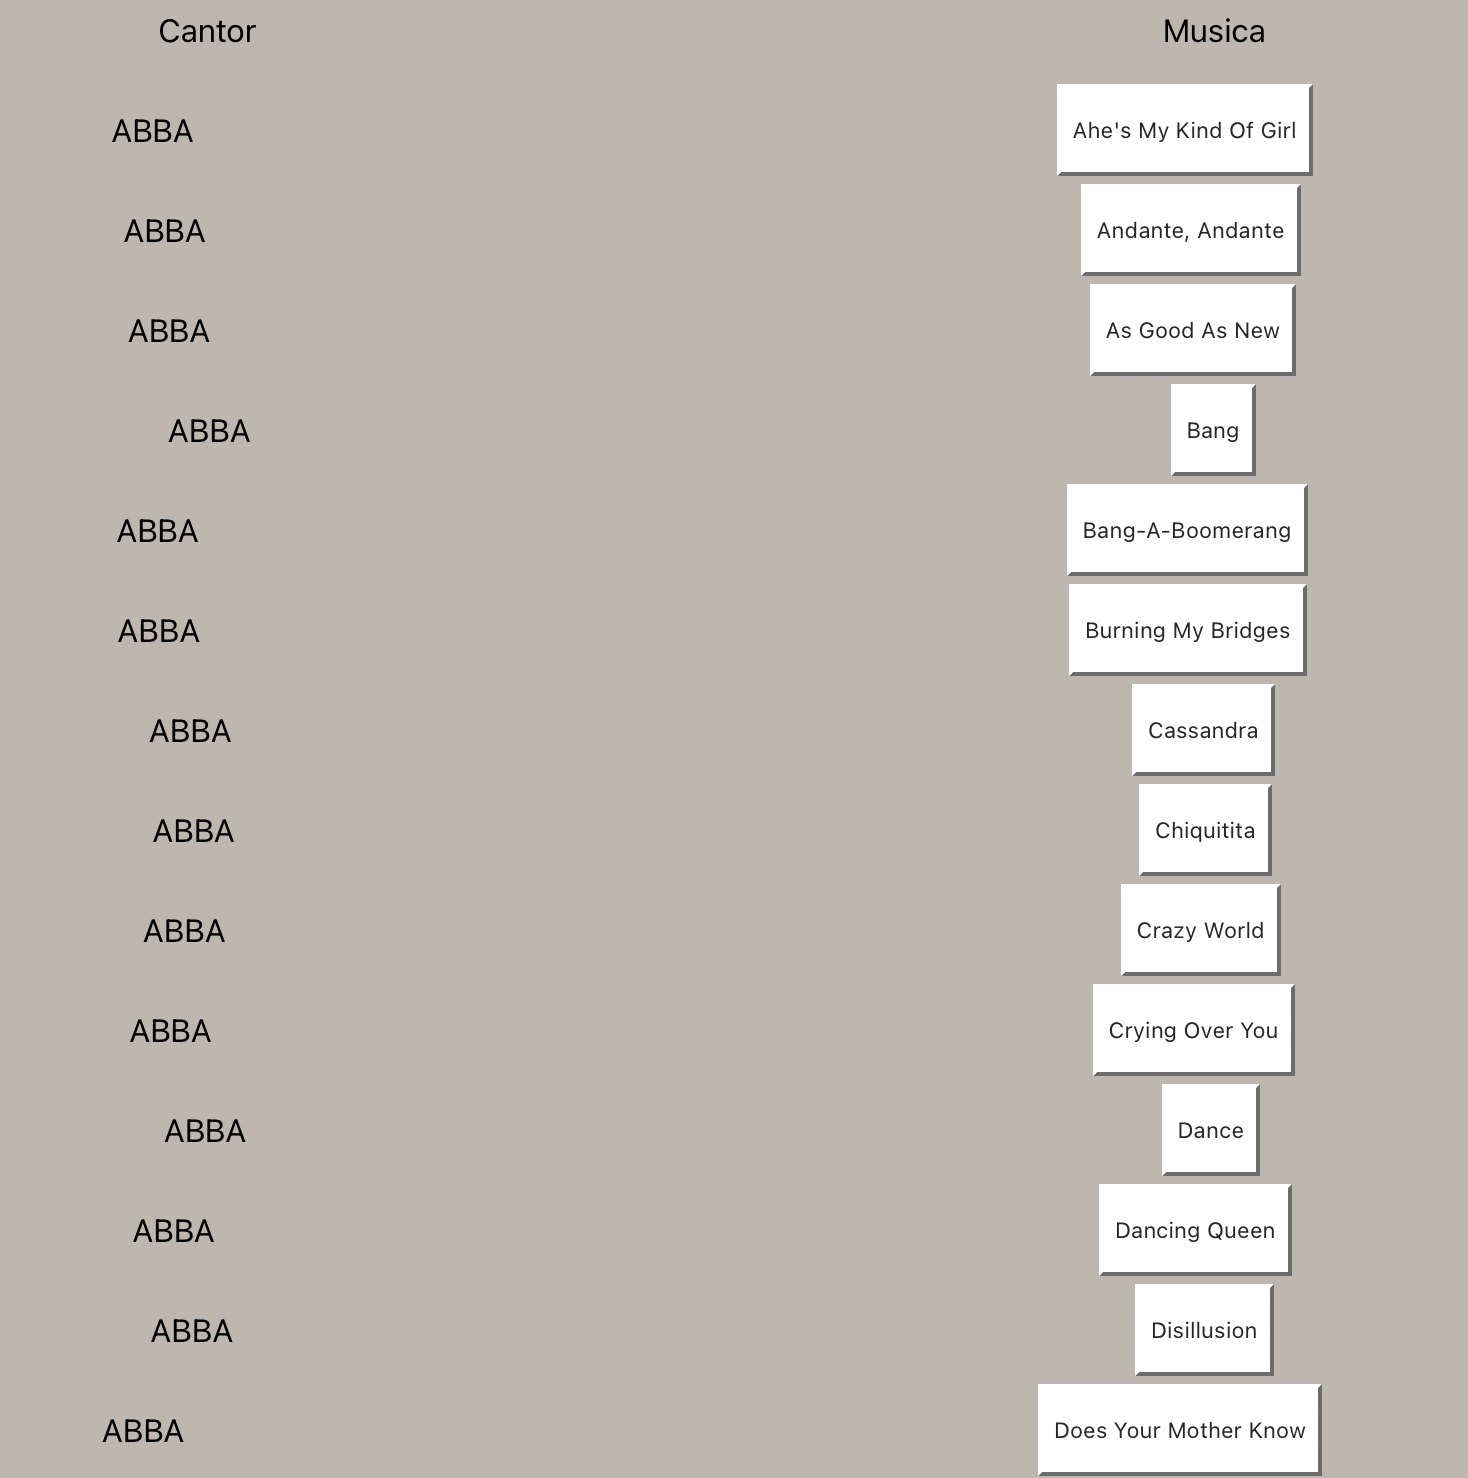 Cantor Musica
ABBA Ahe's My Kind Of Girl
ABBA Andante, Andante
ABBA As Good As New
ABBA Bang
ABBA Bang-A-Boomerang
ABBA Burning My Bridges
ABBA Cassandra
ABBA Chiquitita
ABBA Crazy World
ABBA Crying Over You
ABBA Dance
ABBA Dancing Queen
ABBA Disillusion
ABBA Does Your Mother Know